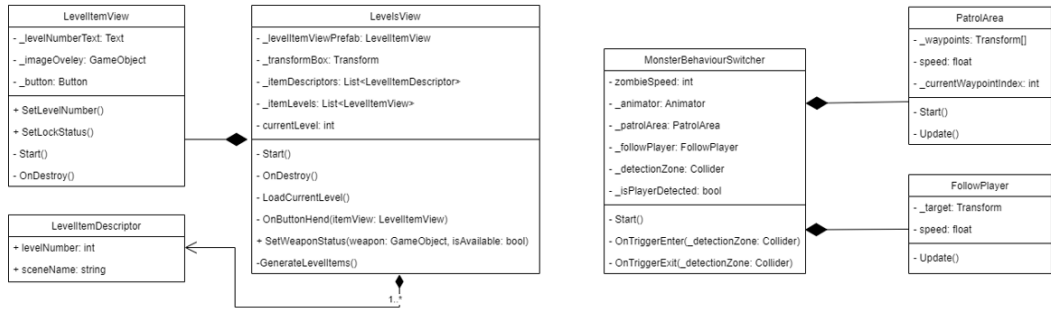 LevelItemView
- _levelNumberText: Text
- _imageOveley: GameObject
- _button: Button
+ SetLevelNumber()
+ SetLockStatus()
- Start()
- OnDestroy()
LevelItemDescriptor
+ levelNumber: int
+ sceneName: string
LevelsView
- _levelItemViewPrefab: LevelItemView
- _transformBox: Transform
- _itemDescriptors: List<LevelItemDescriptor>
- _itemLevels: List<LevelItemView>
- currentLevel: int
- Start()
- OnDestroy()
- LoadCurrentLevel()
- OnButtonHend(itemView: LevelItemView)
+ SetWeaponStatus(weapon: GameObject, isAvailable: bool)
-GenerateLevelItems()
1..*
MonsterBehaviourSwitcher
- zombieSpeed: int
- _animator: Animator
- _patrolArea: PatrolArea
- _followPlayer: FollowPlayer
- _detectionZone: Collider
- _isPlayerDetected: bool
- Start()
- OnTriggerEnter(_detectionZone: Collider)
- OnTriggerExit(_detectionZone: Collider)
PatrolArea
- _waypoints: Transform[]
- speed: float
- _currentWaypointIndex: int
- Start()
- Update()
FollowPlayer
- _target: Transform
- speed: float
- Update()